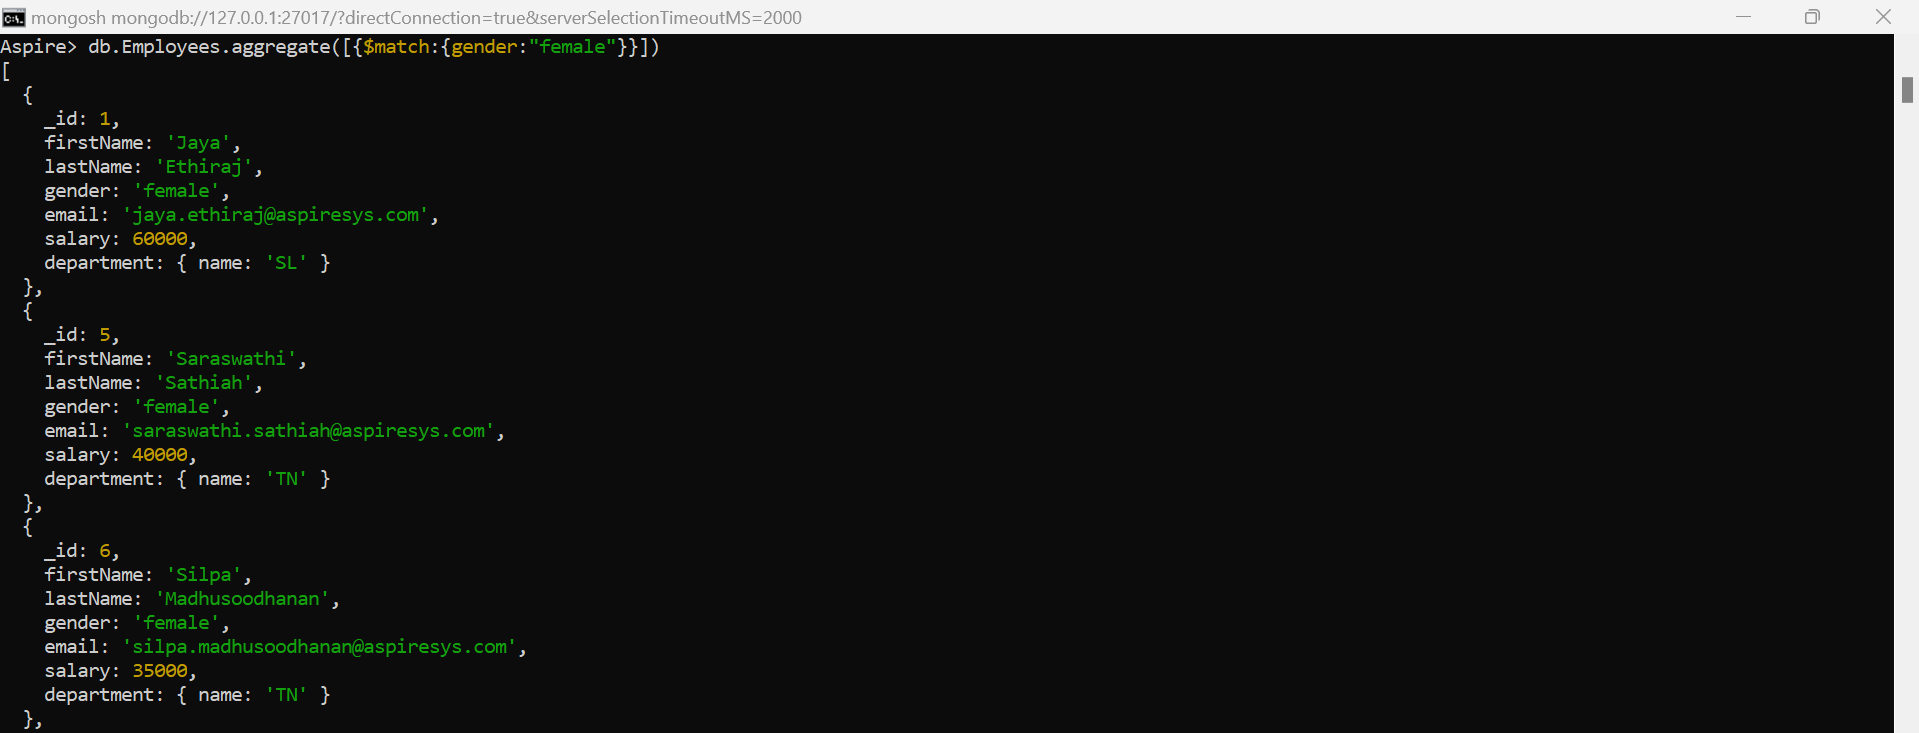 mongosh mongodb://127.0.0.1:27017/?directConnection=true&serverSelectionTimeoutMS=2000
Aspire> db.Employees.aggregate([{$match:{gender:"female"}}])
[
  {
    _id: 1,
    firstName: 'Jaya',
    lastName: 'Ethiraj',
    gender: 'female',
    email: 'jaya.ethiraj@aspiresys.com',
    salary: 60000,
    department: { name: 'SL' }
  },
  {
    _id: 5,
    firstName: 'Saraswathi',
    lastName: 'Sathiah',
    gender: 'female',
    email: 'saraswathi.sathiah@aspiresys.com',
    salary: 40000,
    department: { name: 'TN' }
  },
  {
    _id: 6,
    firstName: 'Silpa',
    lastName: 'Madhusoodhanan',
    gender: 'female',
    email: 'silpa.madhusoodhanan@aspiresys.com',
    salary: 35000,
    department: { name: 'TN' }
  },